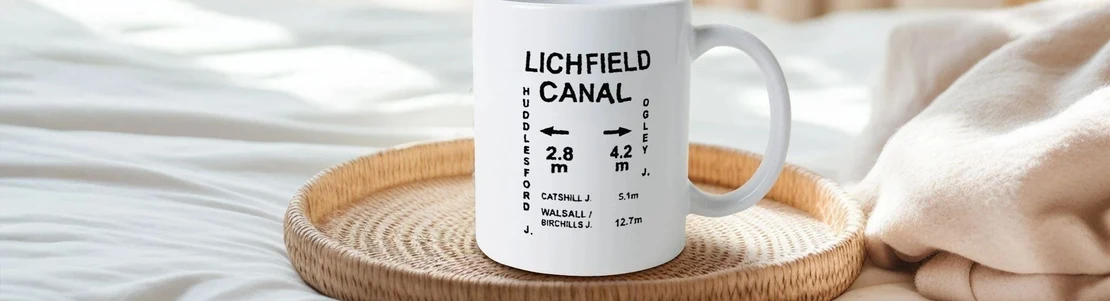 LICHFIELD
CANAL
HUDDLESFORD J.
OGLEY J.
← →
2.8 m
4.2 m
CATSHILL J. 5.1m
WALSALL /
BIRCHILLS J. 12.7m